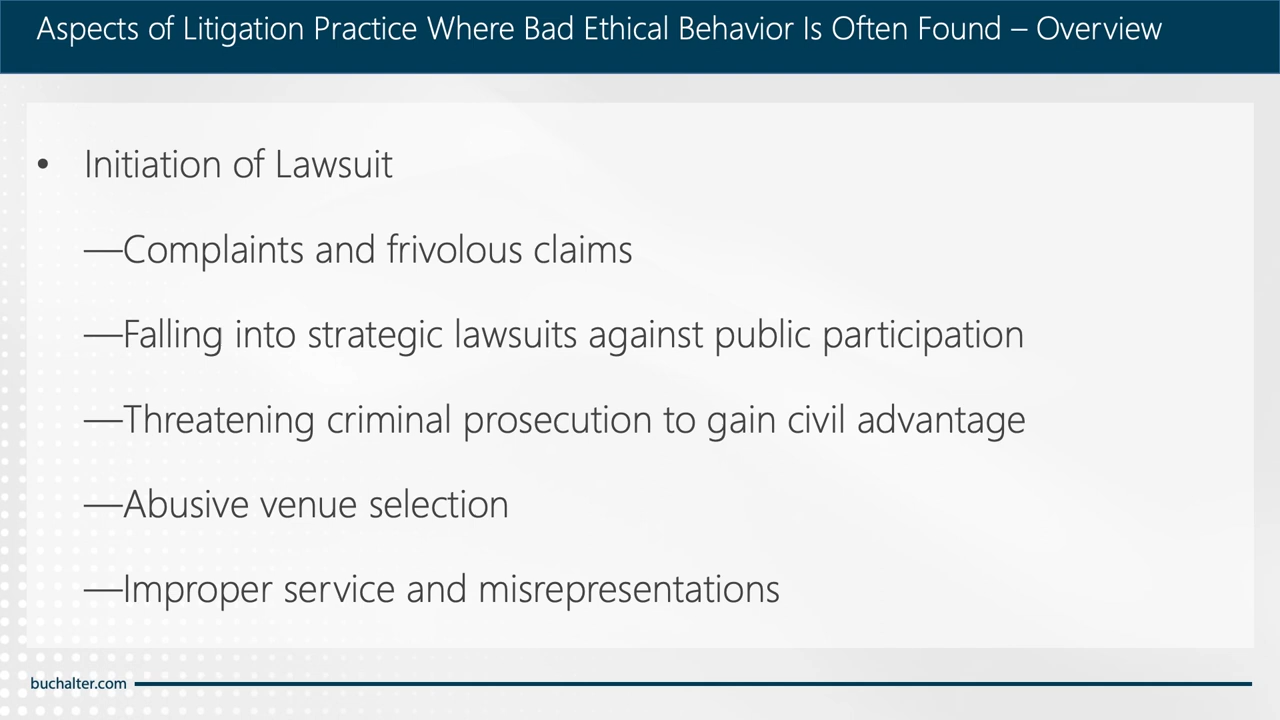 Aspects of Litigation Practice Where Bad Ethical Behavior Is Often Found – Overview
• Initiation of Lawsuit
—Complaints and frivolous claims
—Falling into strategic lawsuits against public participation
—Threatening criminal prosecution to gain civil advantage
—Abusive venue selection
—Improper service and misrepresentations
buchalter.com